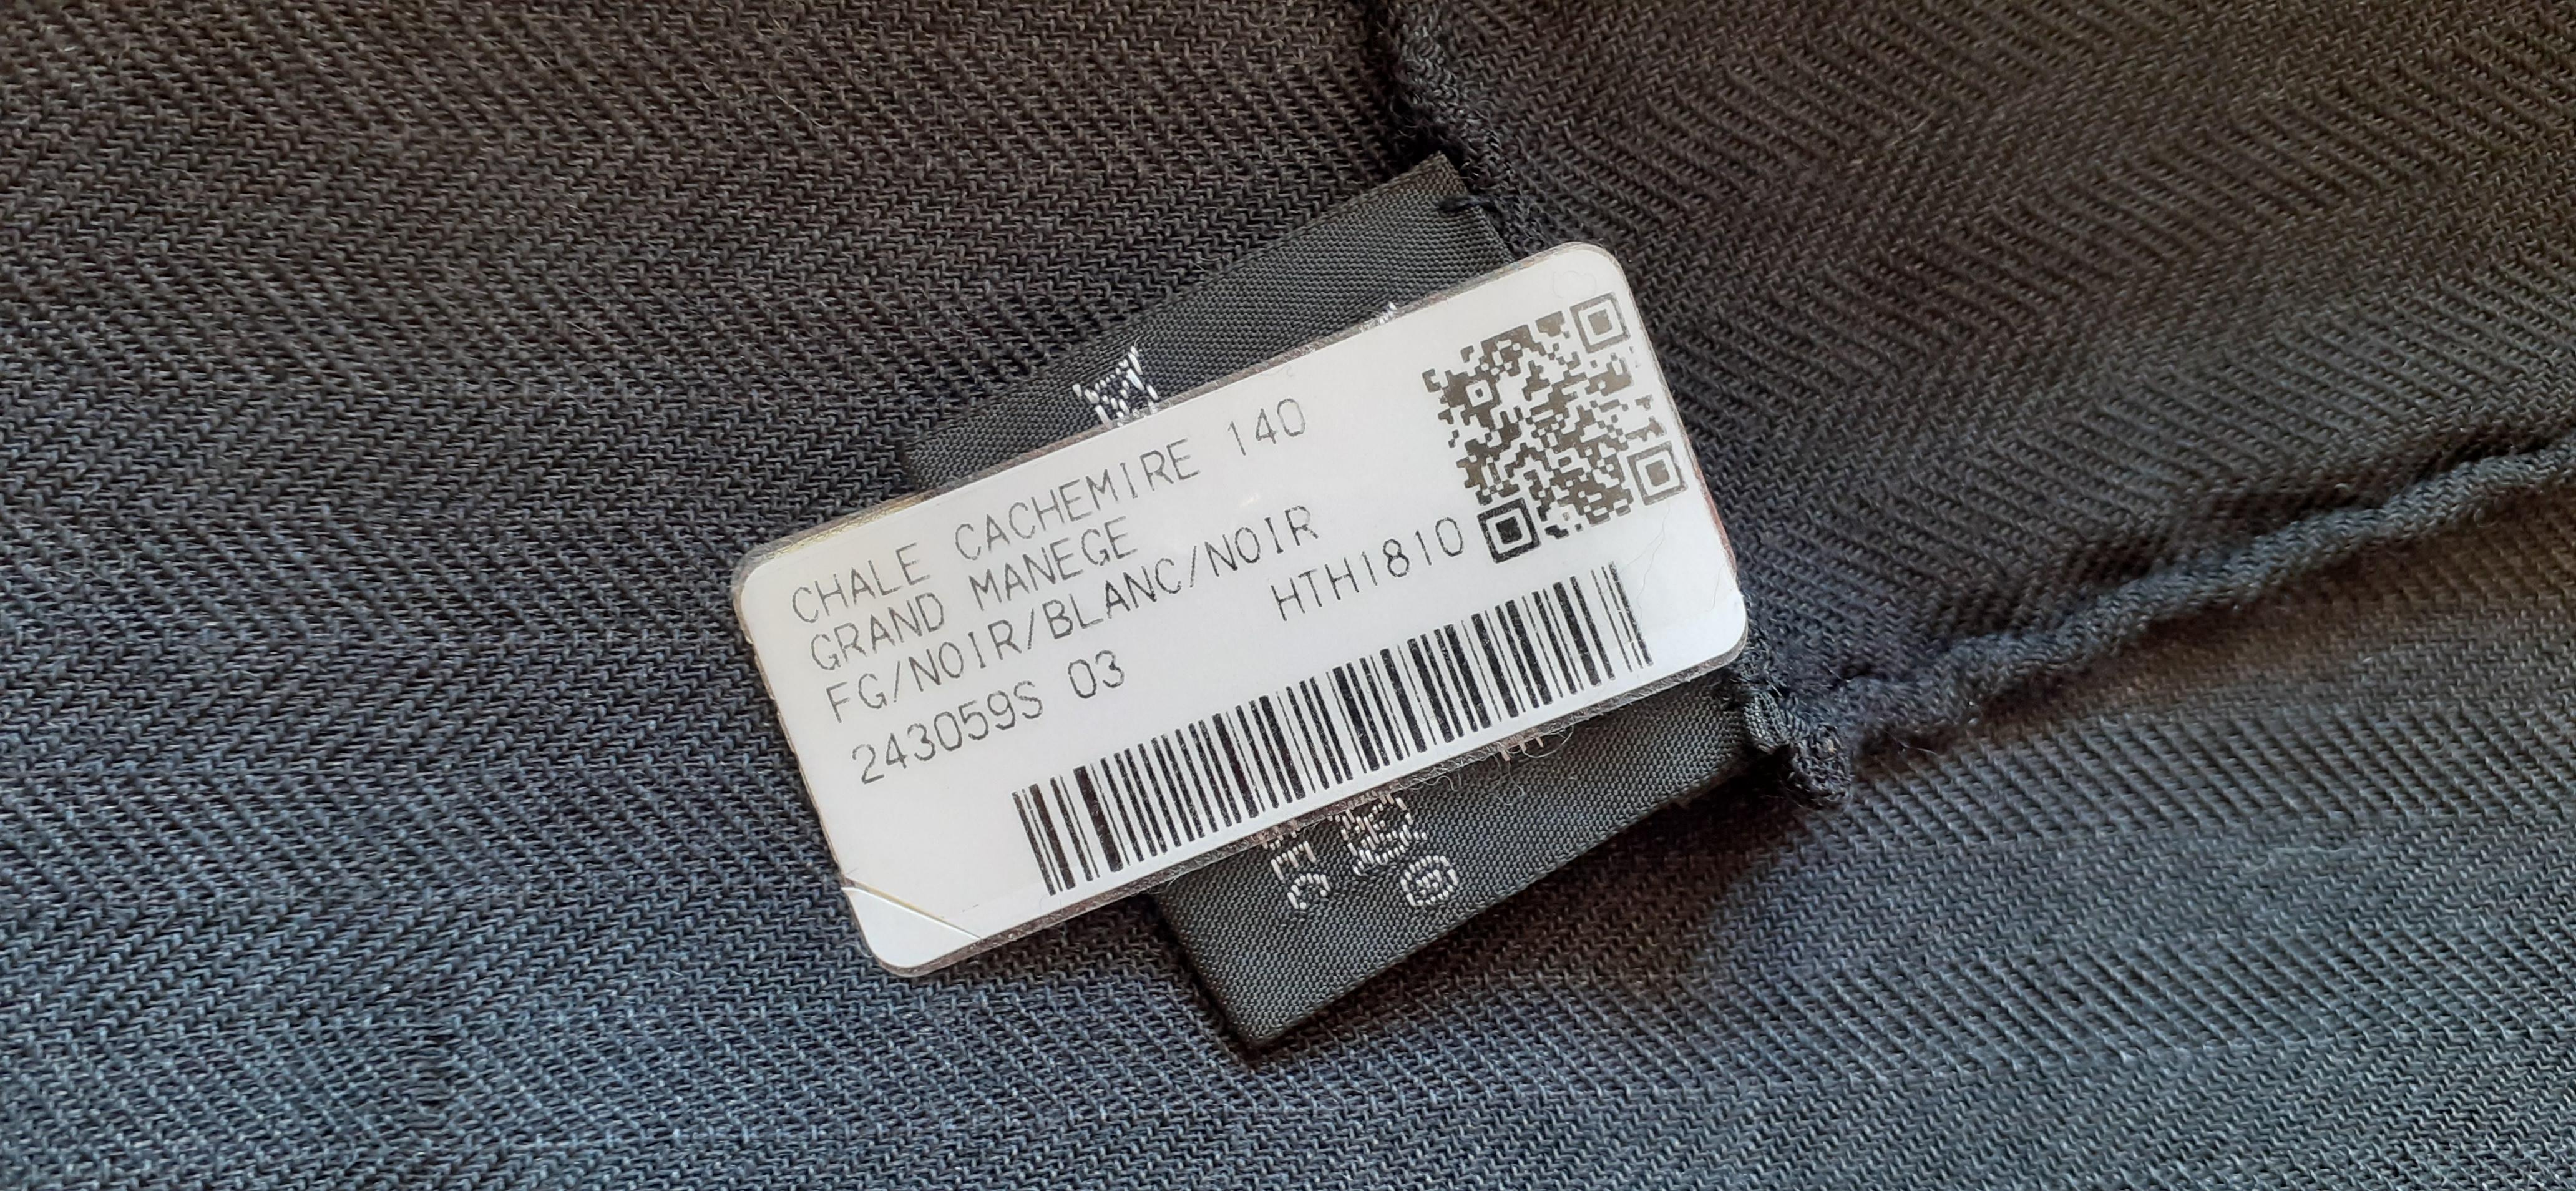 CHALE CACHEMIRE 140
GRAND MANEGE
FG/NOIR/BLANC/NOIR
243059S 03 HTH1810